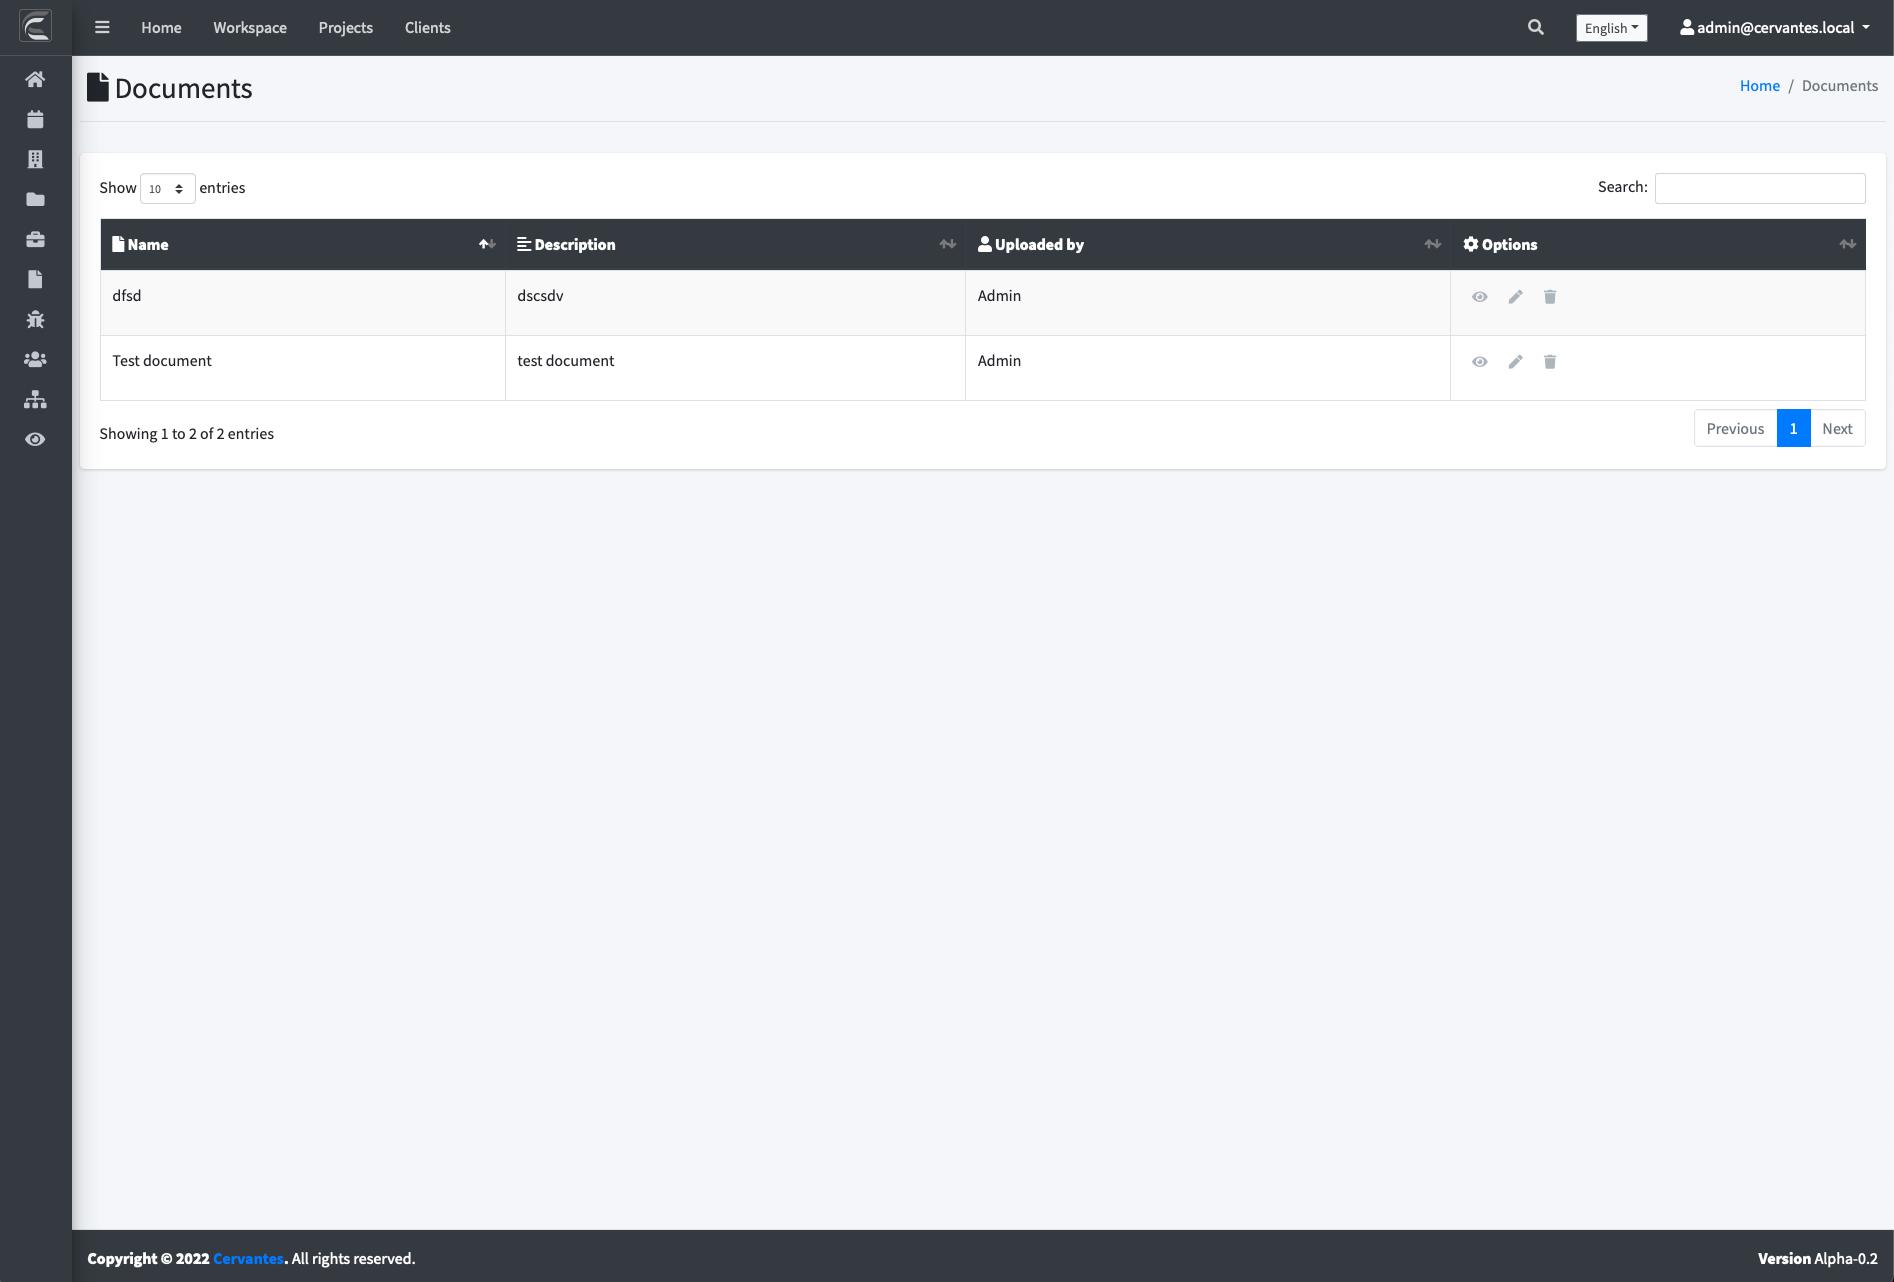 Home Workspace Projects Clients English admin@cervantes.local
Documents
Home / Documents
Show 10 entries
Search:
Name Description Uploaded by Options
dfsd dscsdv Admin
Test document test document Admin
Showing 1 to 2 of 2 entries
Previous 1 Next
Copyright © 2022 Cervantes. All rights reserved.
Version Alpha-0.2